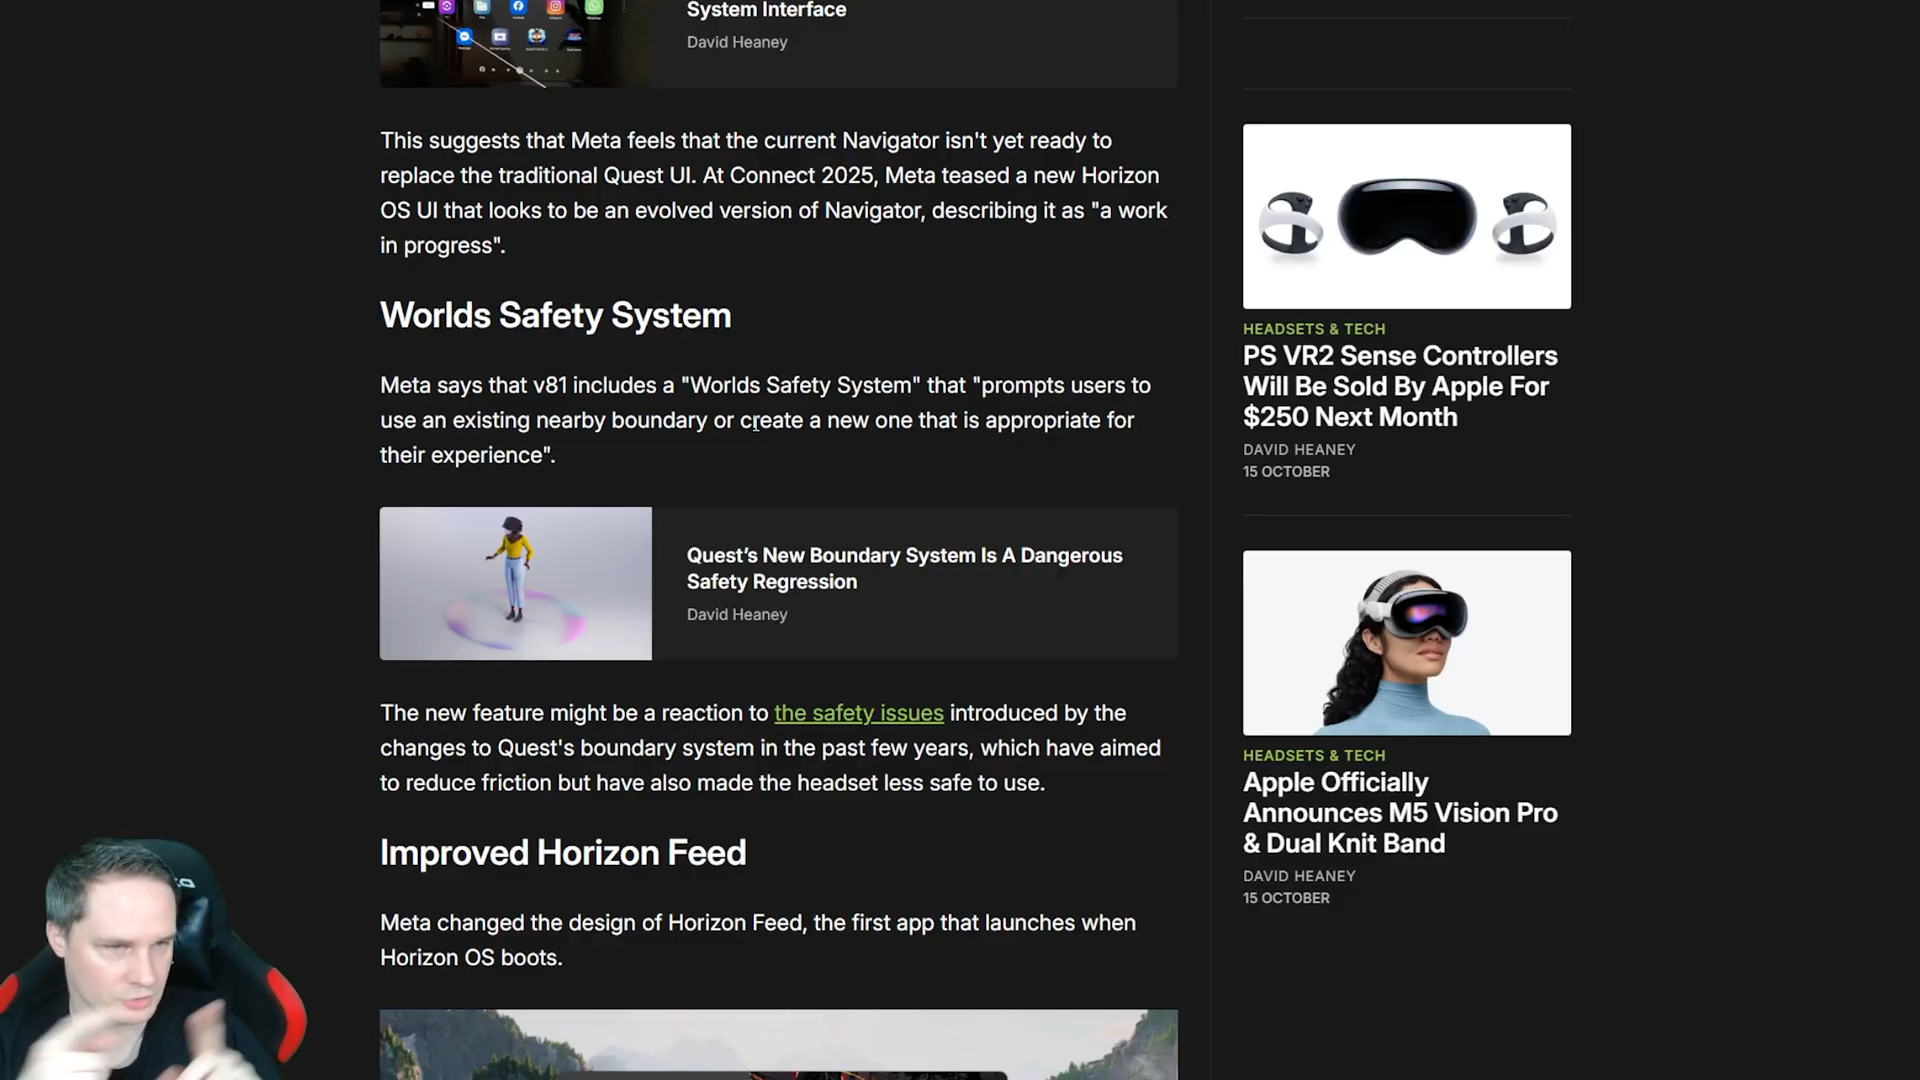 System Interface
David Heaney
This suggests that Meta feels that the current Navigator isn't yet ready to
replace the traditional Quest UI. At Connect 2025, Meta teased a new Horizon
OS UI that looks to be an evolved version of Navigator, describing it as "a work
in progress".
Worlds Safety System
Meta says that v81 includes a "Worlds Safety System" that "prompts users to
use an existing nearby boundary or create a new one that is appropriate for
their experience".
Quest’s New Boundary System Is A Dangerous
Safety Regression
David Heaney
The new feature might be a reaction to the safety issues introduced by the
changes to Quest's boundary system in the past few years, which have aimed
to reduce friction but have also made the headset less safe to use.
Improved Horizon Feed
Meta changed the design of Horizon Feed, the first app that launches when
Horizon OS boots.
HEADSETS & TECH
PS VR2 Sense Controllers
Will Be Sold By Apple For
$250 Next Month
DAVID HEANEY
15 OCTOBER
HEADSETS & TECH
Apple Officially
Announces M5 Vision Pro
& Dual Knit Band
DAVID HEANEY
15 OCTOBER